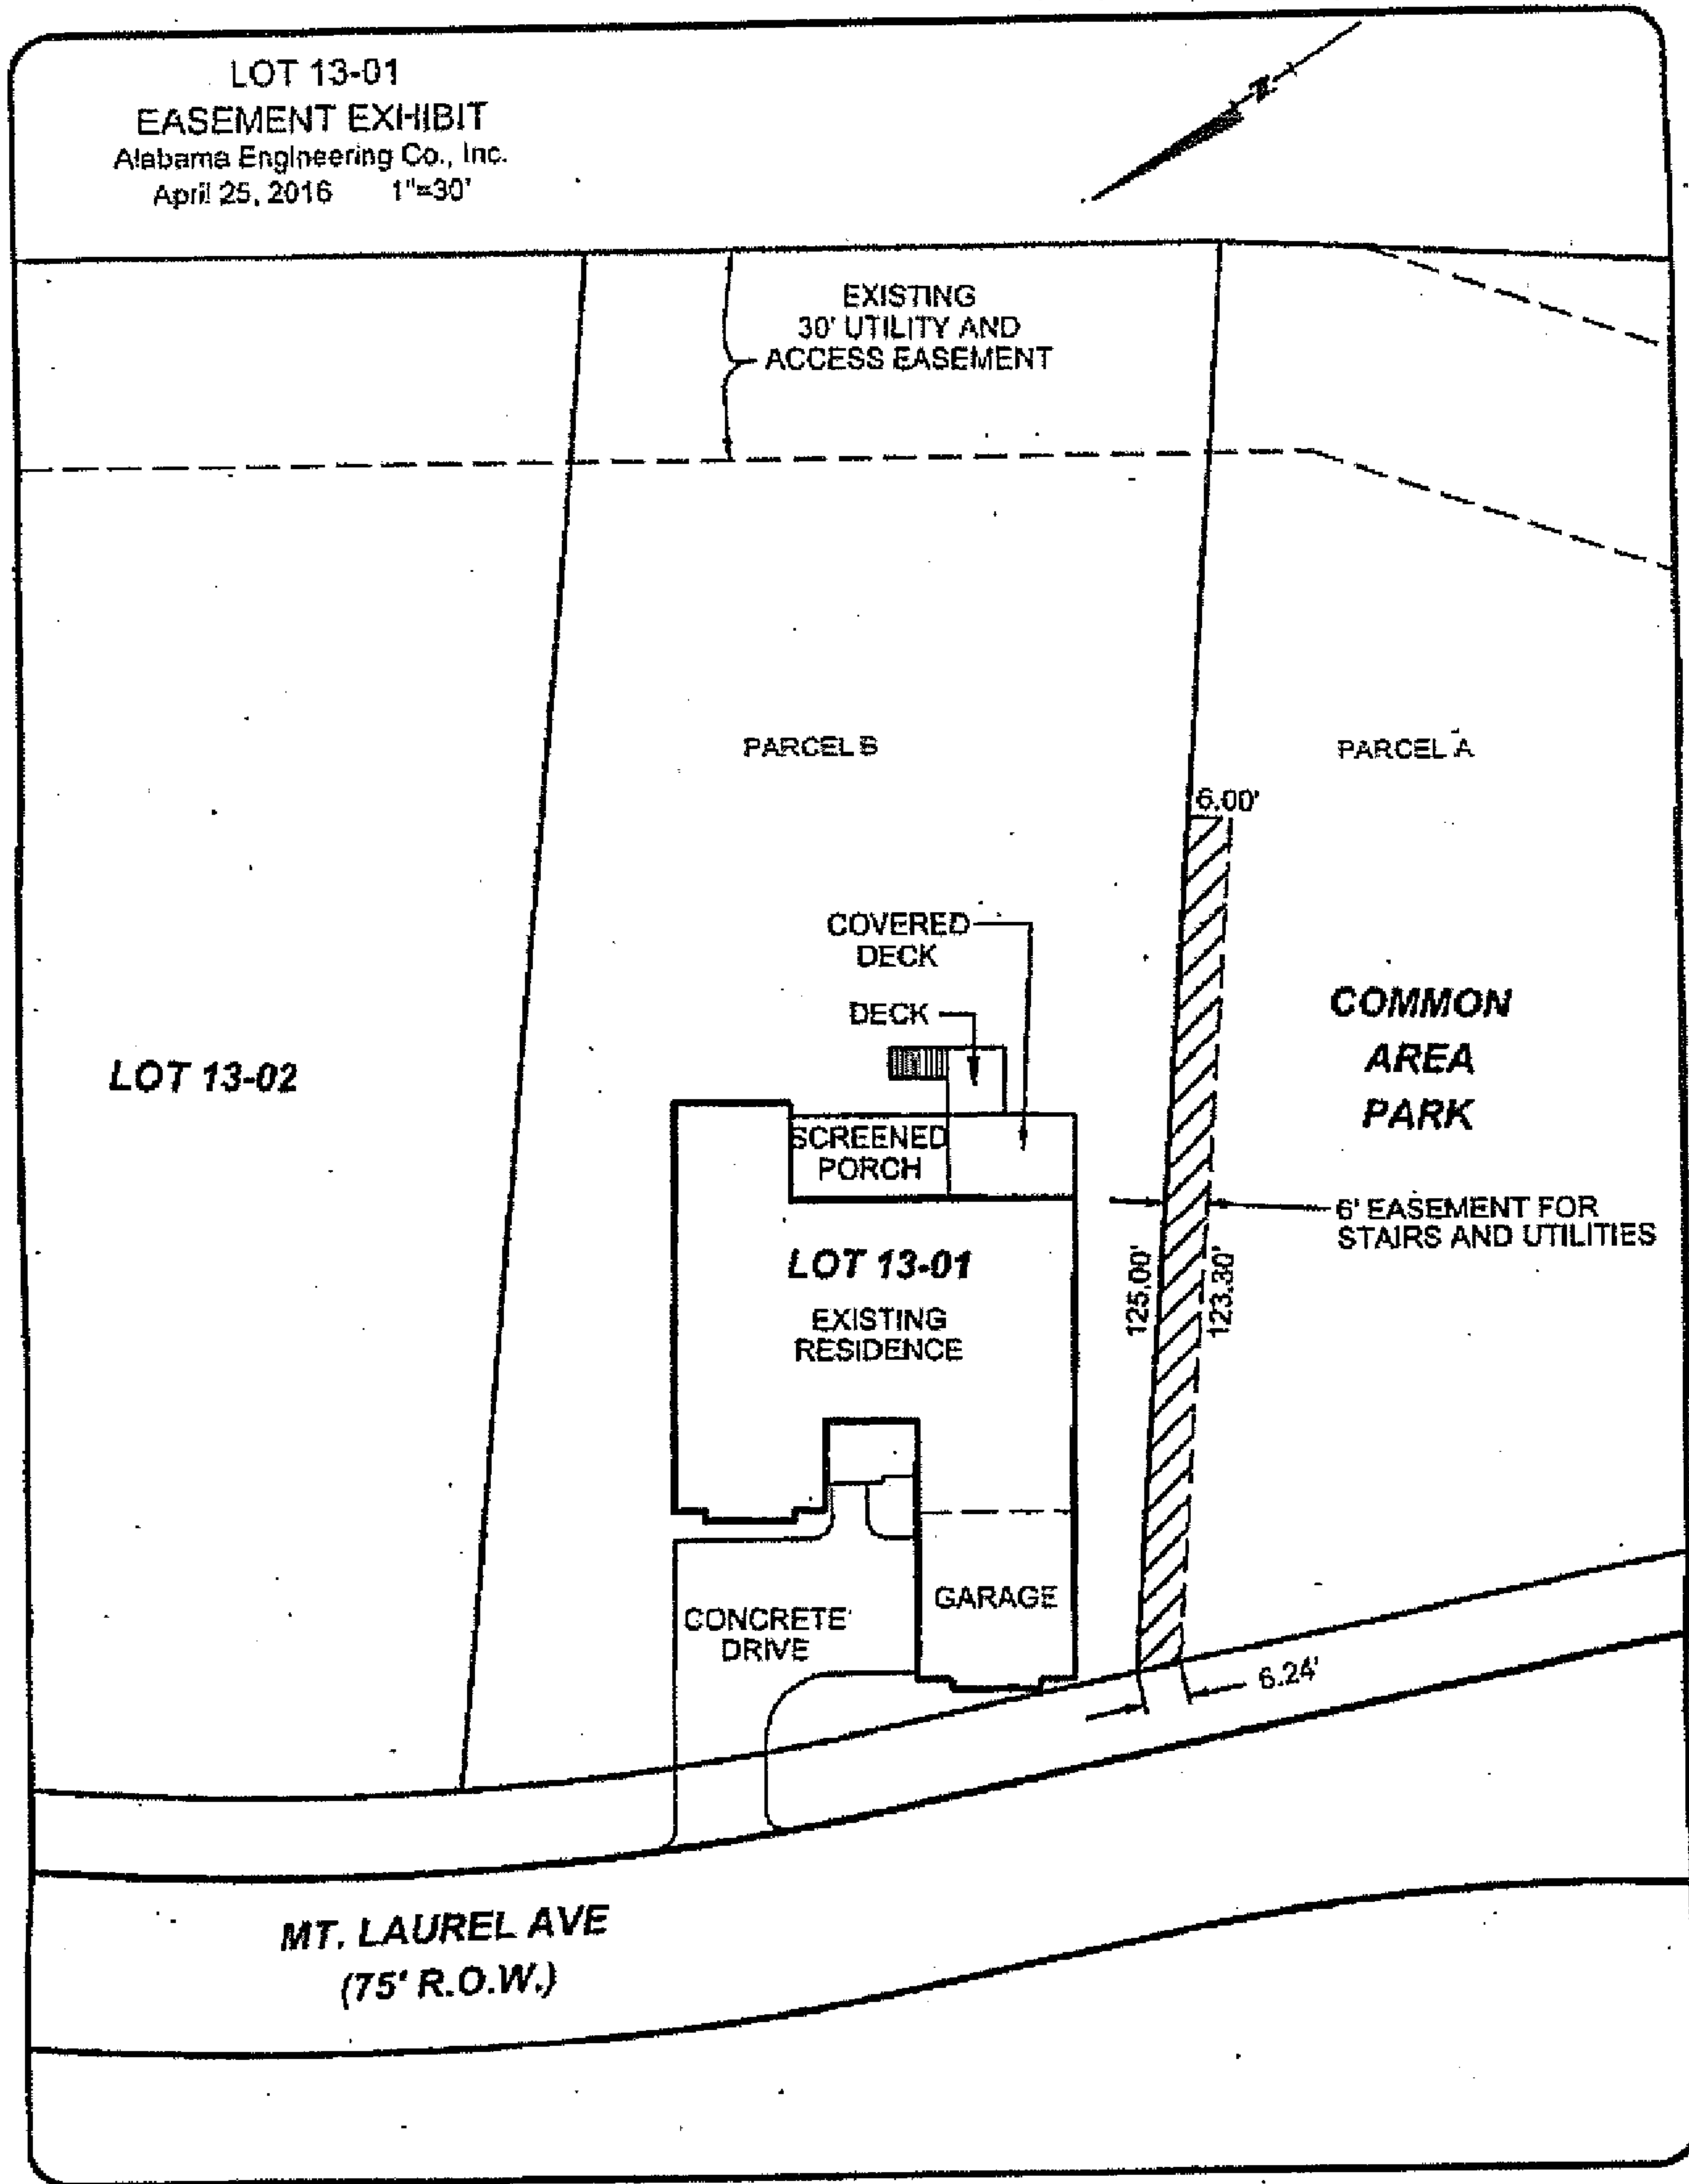 LOT 13-01
EASEMENT EXHIBIT
Alabama Engineering Co., Inc.
April 25, 2016 1"=30'
N
EXISTING
30' UTILITY AND
ACCESS EASEMENT
PARCEL B
PARCEL A
6.00'
COVERED
DECK
DECK
COMMON
AREA
PARK
LOT 13-02
SCREENED
PORCH
6' EASEMENT FOR
STAIRS AND UTILITIES
LOT 13-01
EXISTING
RESIDENCE
125.00'
123.30'
GARAGE
CONCRETE
DRIVE
6.24'
MT. LAUREL AVE
(75' R.O.W.)